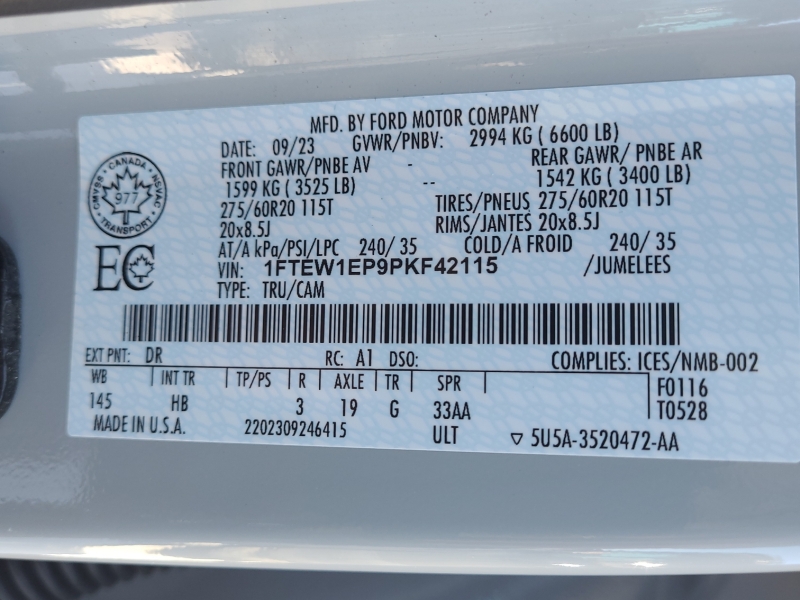 MFD. BY FORD MOTOR COMPANY
DATE: 09/23 GVWR/PNBV: 2994 KG (6600 LB)
FRONT GAWR/PNBE AV - REAR GAWR/ PNBE AR
1599 KG (3525 LB) -- 1542 KG (3400 LB)
275/60R20 115T TIRES/PNEUS 275/60R20 115T
20x8.5J RIMS/JANTES 20x8.5J
AT/A kPa/PSI/LPC 240/35 COLD/A FROID 240/35
VIN: 1FTEW1EP9PKF42115 /JUMELEES
TYPE: TRU/CAM
CANADA
CMVSS NSVAC
977
TRANSPORT
EC
EXT PNT: DR RC: A1 DSO: COMPLIES: ICES/NMB-002
WB INT TR TP/PS R AXLE TR SPR F0116
145 HB 3 19 G 33AA T0528
MADE IN U.S.A. 2202309246415 ULT ▽ 5U5A-3520472-AA